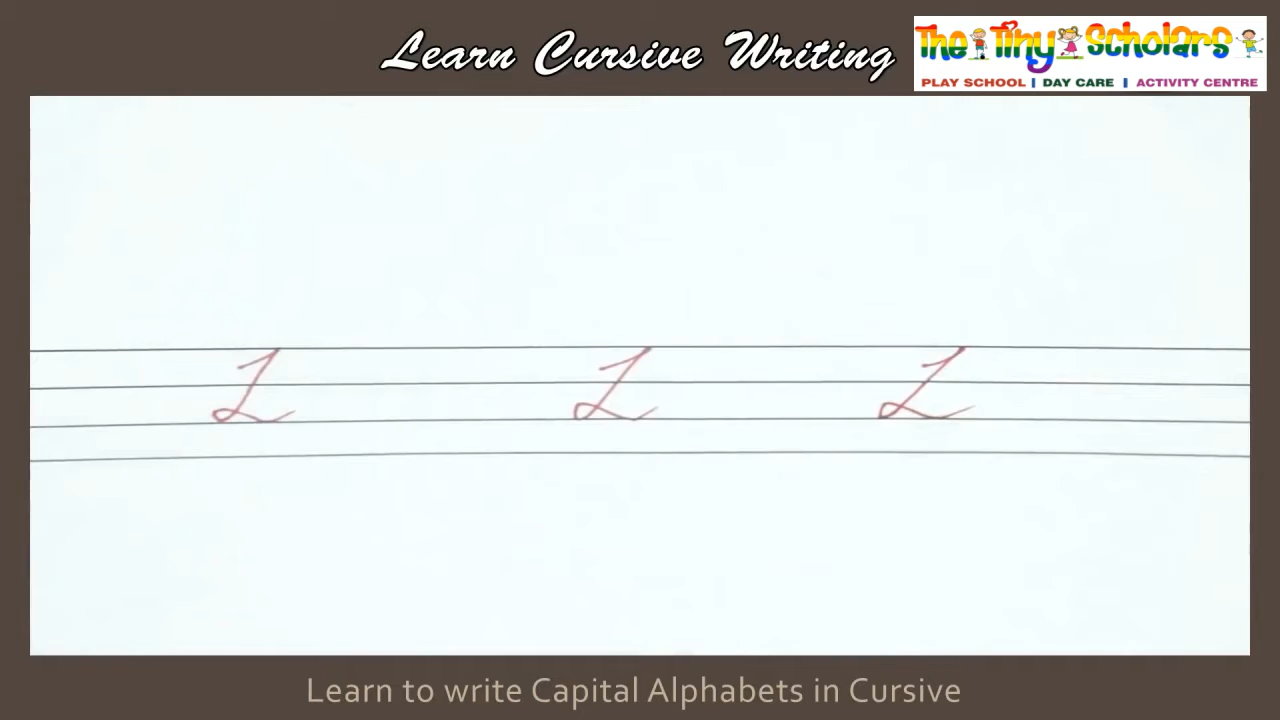 Learn Cursive Writing
The Tiny Scholars
PLAY SCHOOL | DAY CARE | ACTIVITY CENTRE
L L L
Learn to write Capital Alphabets in Cursive